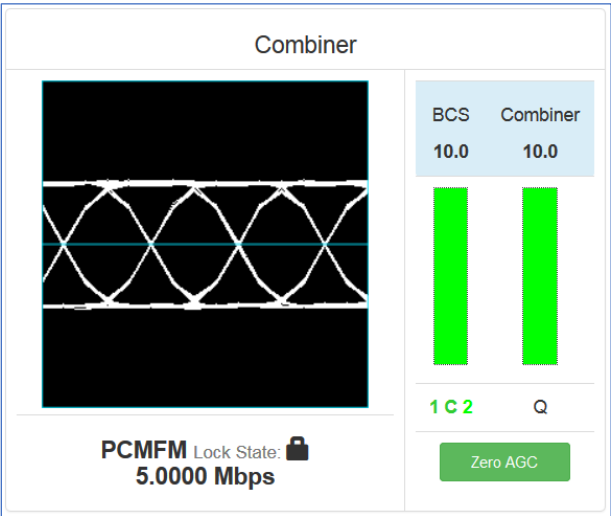 Combiner
BCS Combiner
10.0 10.0
1 C 2 Q
PCMFM Lock State:
5.0000 Mbps
Zero AGC